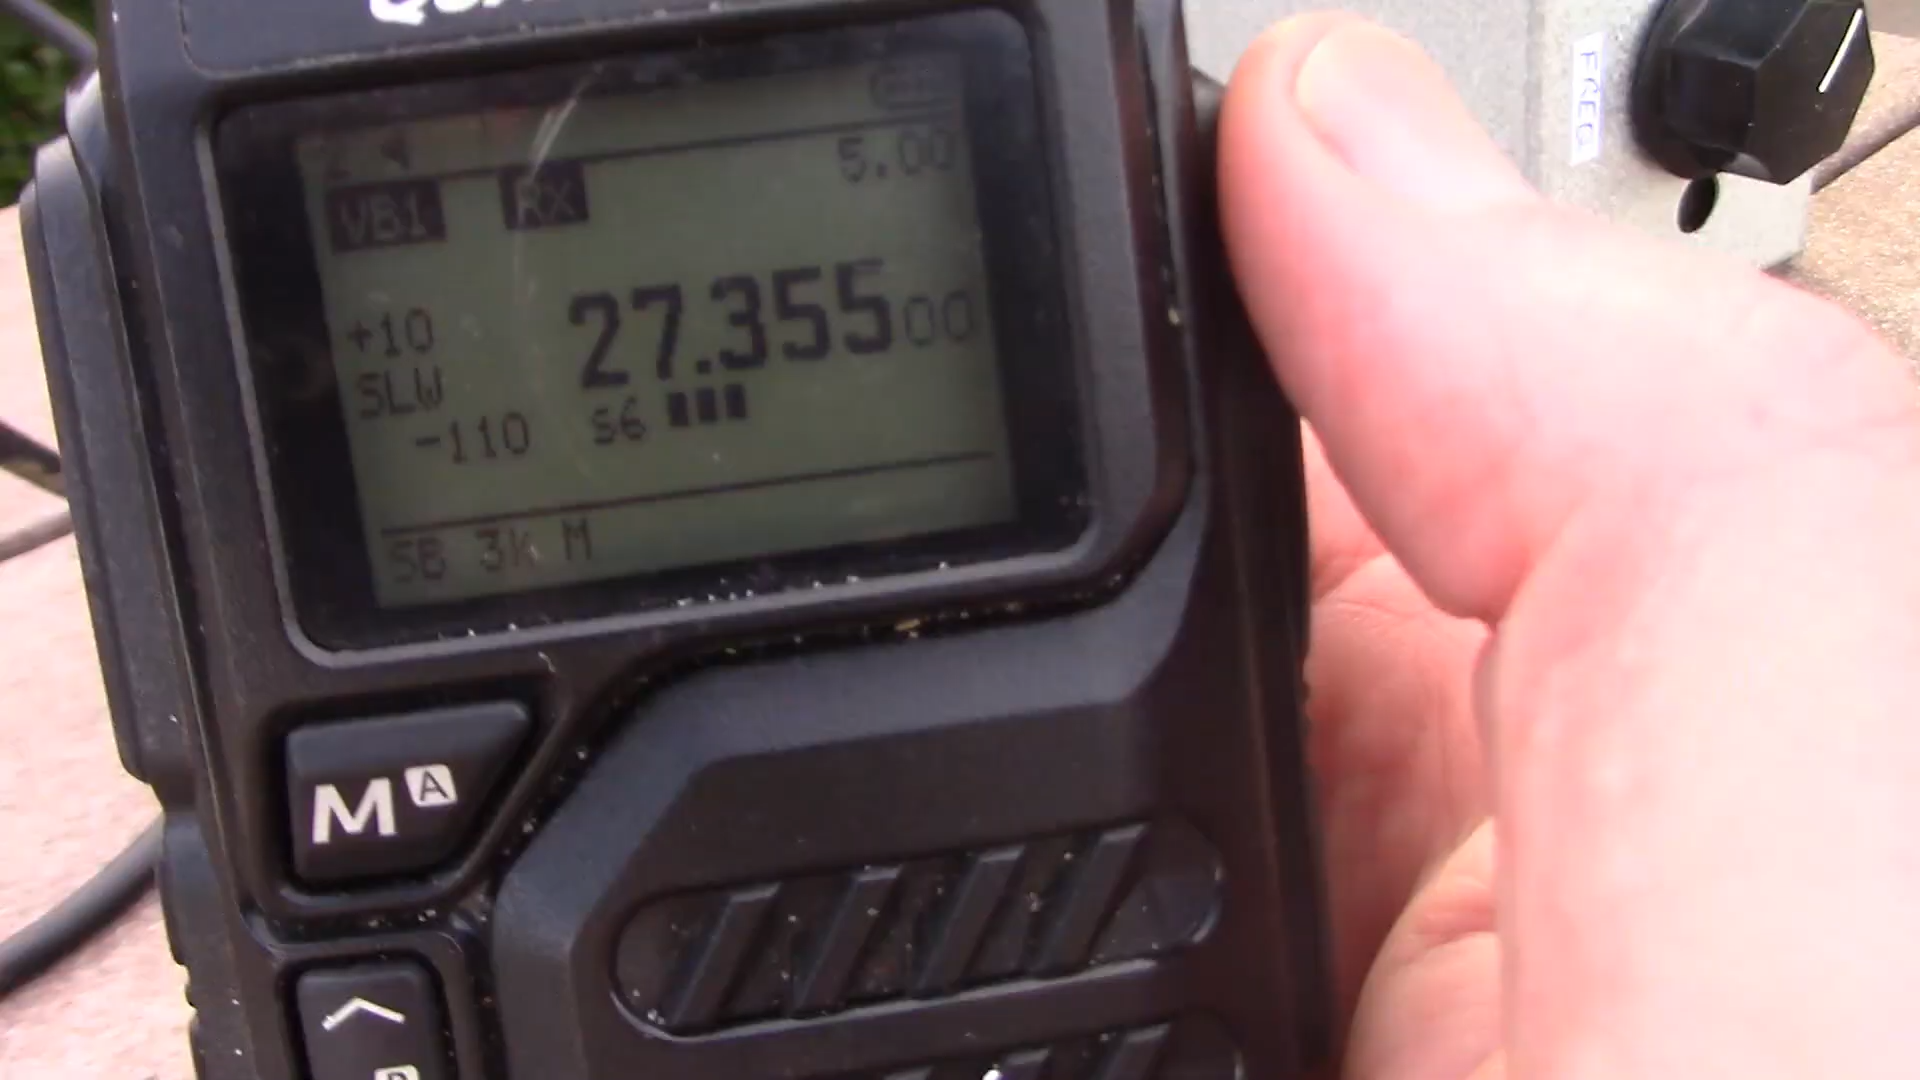 5.00
VB1 RX
+10 27.35500
SLW
-110 S6
SB 3k M
M A
FREQ